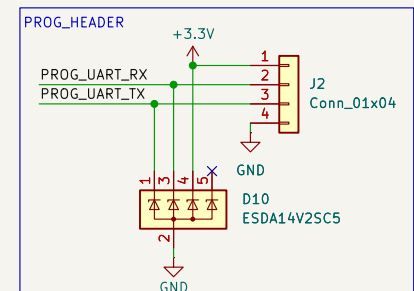 PROG_HEADER
+3.3V
1
PROG_UART_RX
2
J2
PROG_UART_TX
3
Conn_01x04
4
GND
1
3
4
5
D10
ESDA14V2SC5
2
GND